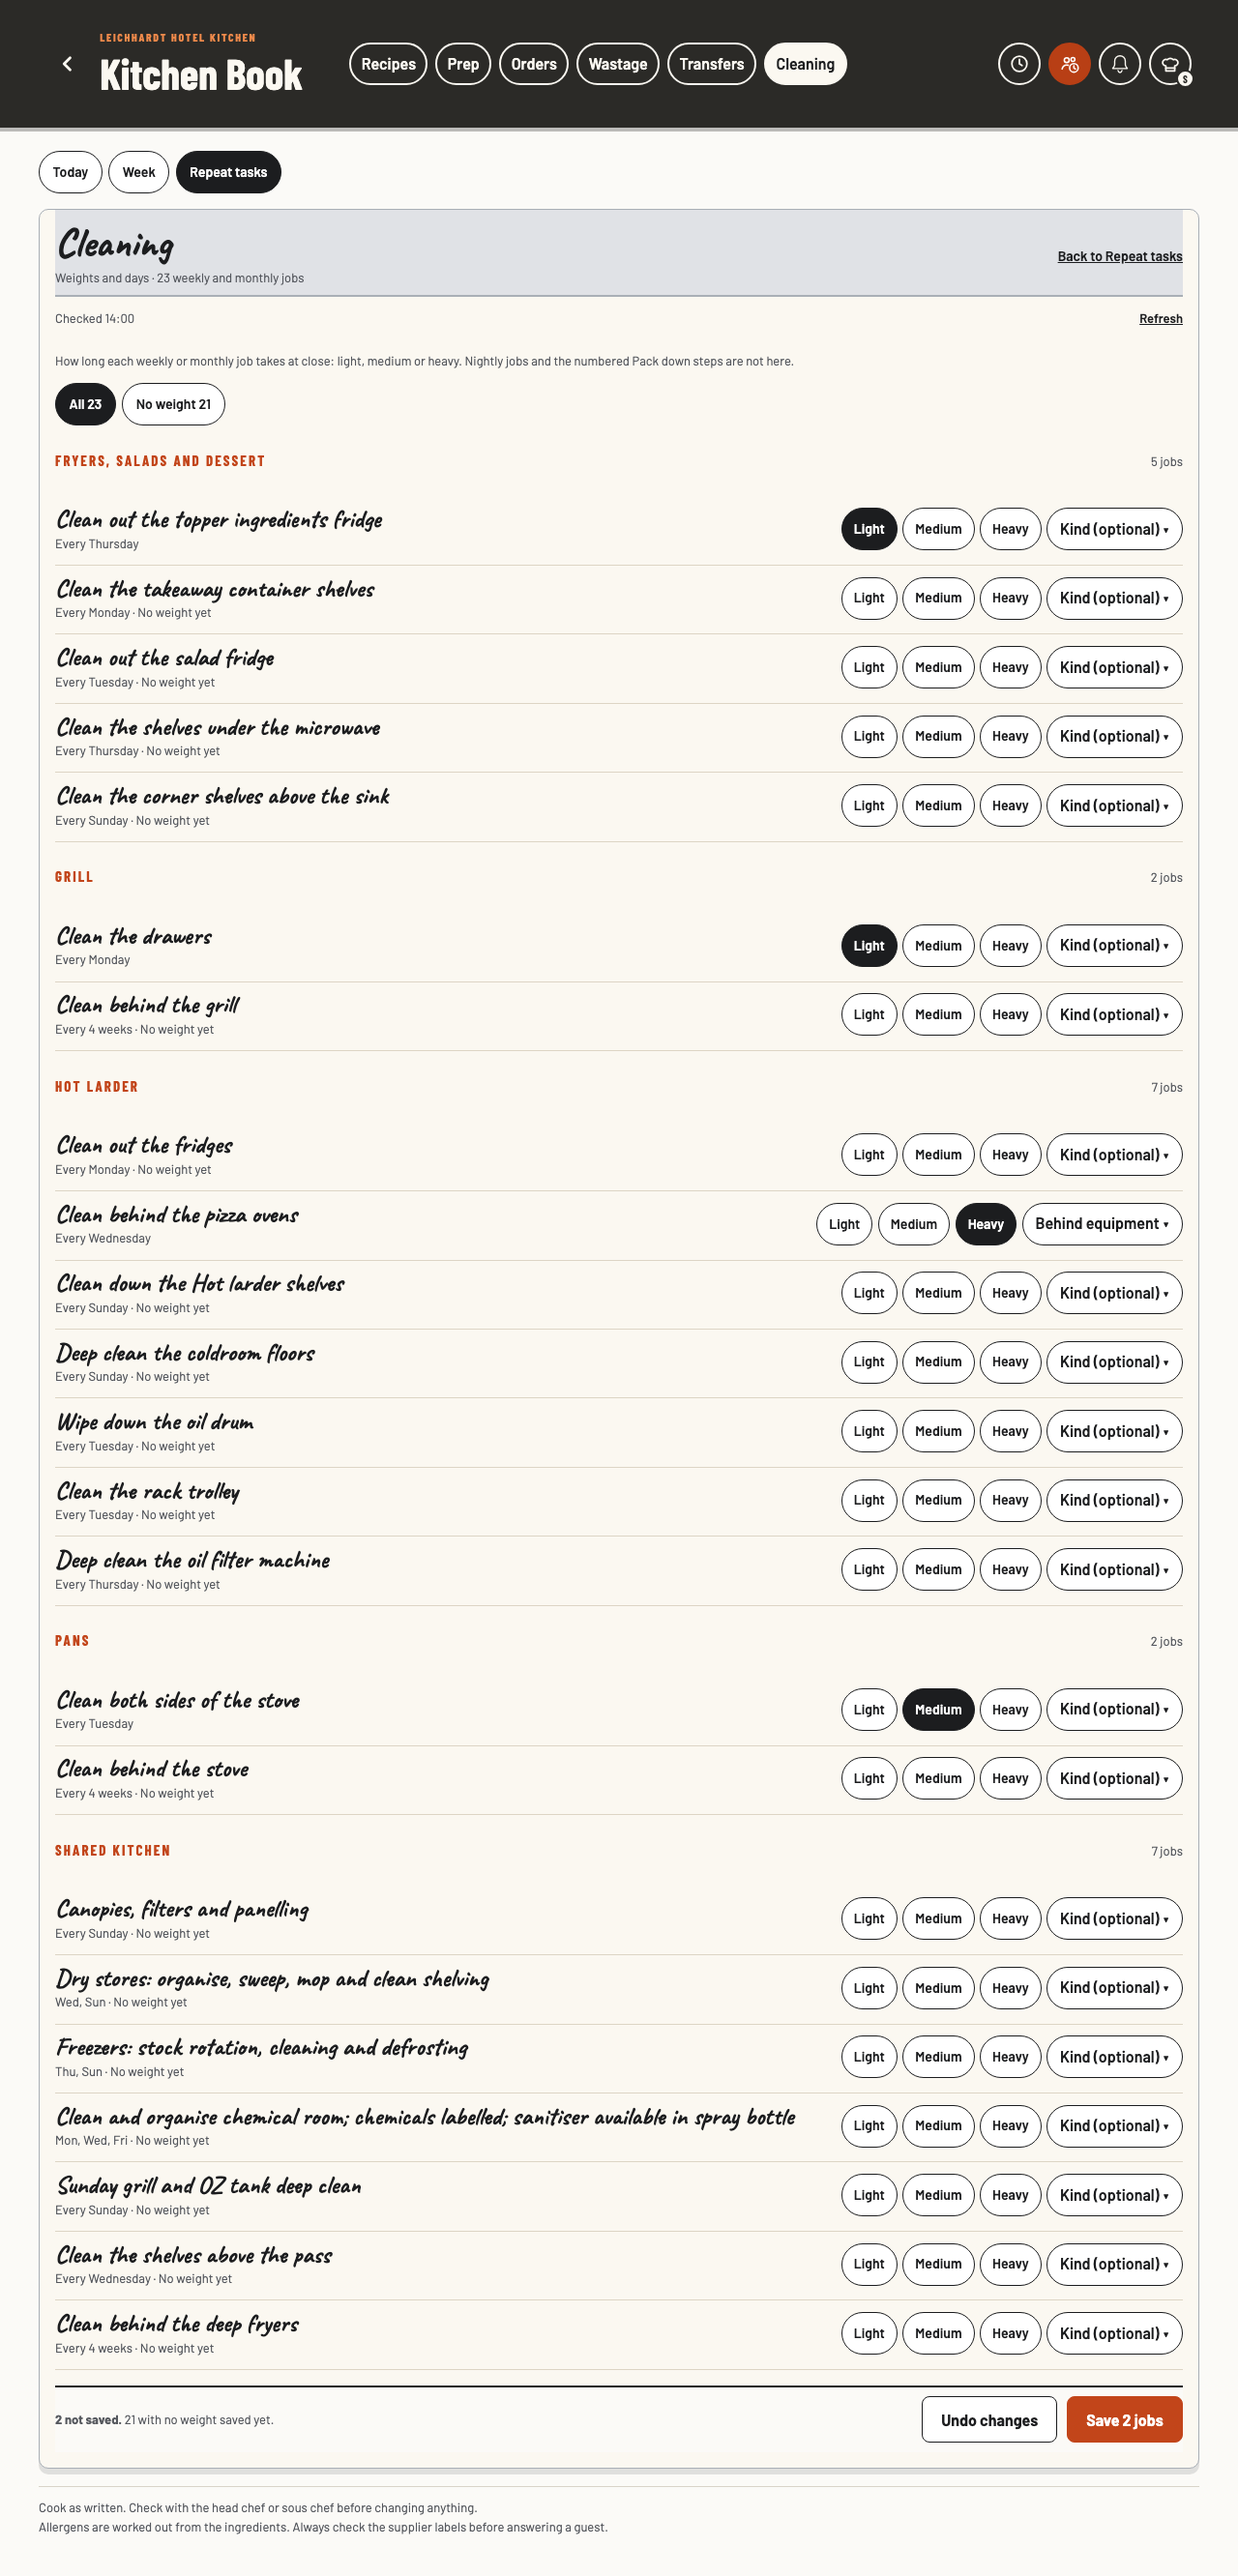 LEICHHARDT HOTEL KITCHEN
Kitchen Book
Recipes Prep Orders Wastage Transfers Cleaning
S
Today Week Repeat tasks
Cleaning
Weights and days · 23 weekly and monthly jobs
Back to Repeat tasks
Checked 14:00 Refresh
How long each weekly or monthly job takes at close: light, medium or heavy. Nightly jobs and the numbered Pack down steps are not here.
All 23 No weight 21
FRYERS, SALADS AND DESSERT 5 jobs
Clean out the topper ingredients fridge
Every Thursday
Light Medium Heavy Kind (optional) ▾
Clean the takeaway container shelves
Every Monday · No weight yet
Light Medium Heavy Kind (optional) ▾
Clean out the salad fridge
Every Tuesday · No weight yet
Light Medium Heavy Kind (optional) ▾
Clean the shelves under the microwave
Every Thursday · No weight yet
Light Medium Heavy Kind (optional) ▾
Clean the corner shelves above the sink
Every Sunday · No weight yet
Light Medium Heavy Kind (optional) ▾
GRILL 2 jobs
Clean the drawers
Every Monday
Light Medium Heavy Kind (optional) ▾
Clean behind the grill
Every 4 weeks · No weight yet
Light Medium Heavy Kind (optional) ▾
HOT LARDER 7 jobs
Clean out the fridges
Every Monday · No weight yet
Light Medium Heavy Kind (optional) ▾
Clean behind the pizza ovens
Every Wednesday
Light Medium Heavy Behind equipment ▾
Clean down the Hot larder shelves
Every Sunday · No weight yet
Light Medium Heavy Kind (optional) ▾
Deep clean the coldroom floors
Every Sunday · No weight yet
Light Medium Heavy Kind (optional) ▾
Wipe down the oil drum
Every Tuesday · No weight yet
Light Medium Heavy Kind (optional) ▾
Clean the rack trolley
Every Tuesday · No weight yet
Light Medium Heavy Kind (optional) ▾
Deep clean the oil filter machine
Every Thursday · No weight yet
Light Medium Heavy Kind (optional) ▾
PANS 2 jobs
Clean both sides of the stove
Every Tuesday
Light Medium Heavy Kind (optional) ▾
Clean behind the stove
Every 4 weeks · No weight yet
Light Medium Heavy Kind (optional) ▾
SHARED KITCHEN 7 jobs
Canopies, filters and panelling
Every Sunday · No weight yet
Light Medium Heavy Kind (optional) ▾
Dry stores: organise, sweep, mop and clean shelving
Wed, Sun · No weight yet
Light Medium Heavy Kind (optional) ▾
Freezers: stock rotation, cleaning and defrosting
Thu, Sun · No weight yet
Light Medium Heavy Kind (optional) ▾
Clean and organise chemical room; chemicals labelled; sanitiser available in spray bottle
Mon, Wed, Fri · No weight yet
Light Medium Heavy Kind (optional) ▾
Sunday grill and OZ tank deep clean
Every Sunday · No weight yet
Light Medium Heavy Kind (optional) ▾
Clean the shelves above the pass
Every Wednesday · No weight yet
Light Medium Heavy Kind (optional) ▾
Clean behind the deep fryers
Every 4 weeks · No weight yet
Light Medium Heavy Kind (optional) ▾
2 not saved. 21 with no weight saved yet.
Undo changes Save 2 jobs
Cook as written. Check with the head chef or sous chef before changing anything.
Allergens are worked out from the ingredients. Always check the supplier labels before answering a guest.